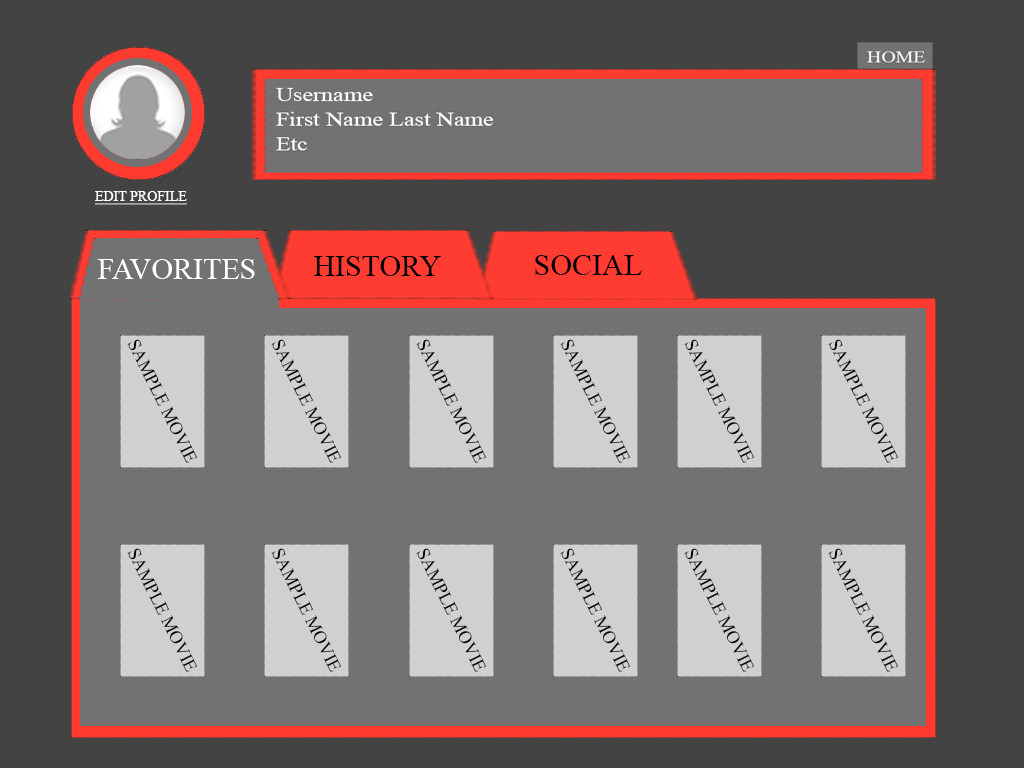 HOME
Username
First Name Last Name
Etc
EDIT PROFILE
FAVORITES
HISTORY
SOCIAL
SAMPLE MOVIE
SAMPLE MOVIE
SAMPLE MOVIE
SAMPLE MOVIE
SAMPLE MOVIE
SAMPLE MOVIE
SAMPLE MOVIE
SAMPLE MOVIE
SAMPLE MOVIE
SAMPLE MOVIE
SAMPLE MOVIE
SAMPLE MOVIE